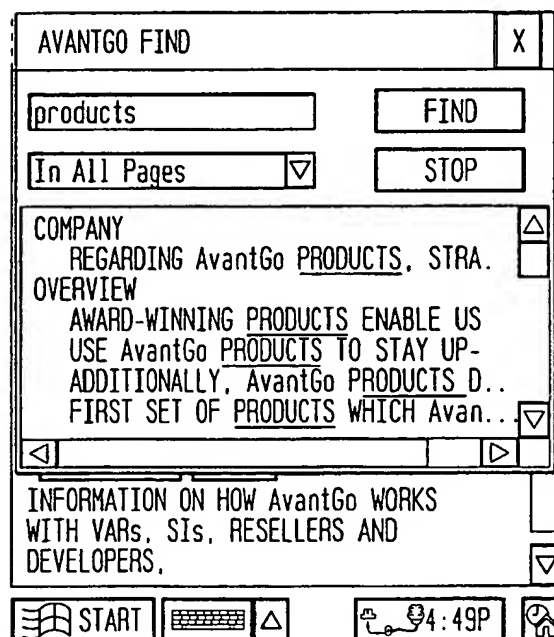 AVANTGO FIND X
products FIND
In All Pages STOP
COMPANY
REGARDING AvantGo PRODUCTS, STRA.
OVERVIEW
AWARD-WINNING PRODUCTS ENABLE US
USE AvantGo PRODUCTS TO STAY UP-
ADDITIONALLY, AvantGo PRODUCTS D..
FIRST SET OF PRODUCTS WHICH Avan...
INFORMATION ON HOW AvantGo WORKS
WITH VARs, SIs, RESELLERS AND
DEVELOPERS,
START 4:49P